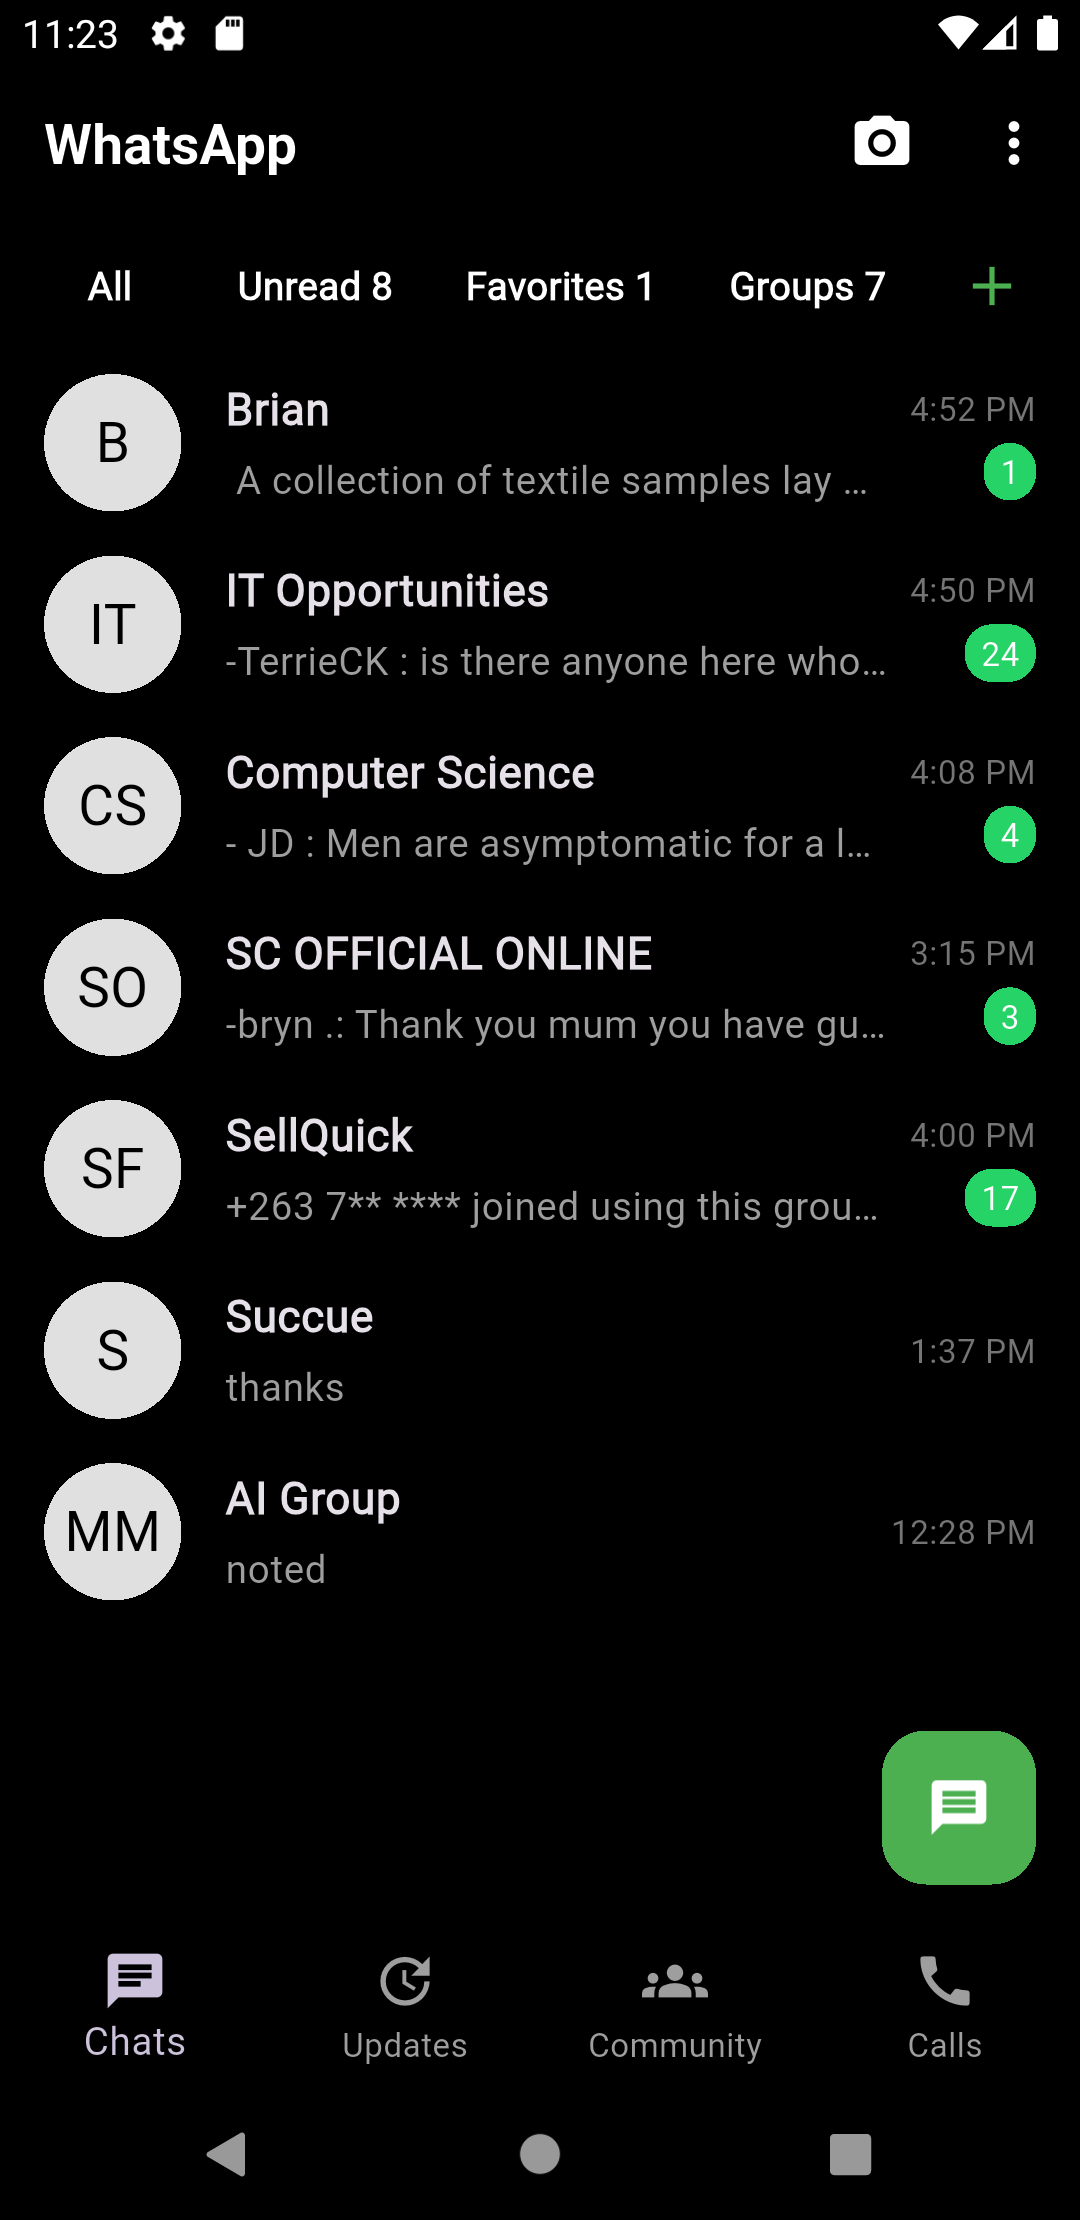 11:23
WhatsApp
All Unread 8 Favorites 1 Groups 7
B Brian 4:52 PM
A collection of textile samples lay ... 1
IT IT Opportunities 4:50 PM
-TerrieCK : is there anyone here who... 24
CS Computer Science 4:08 PM
- JD : Men are asymptomatic for a l... 4
SO SC OFFICIAL ONLINE 3:15 PM
-bryn .: Thank you mum you have gu... 3
SF SellQuick 4:00 PM
+263 7** **** joined using this grou... 17
S Succue 1:37 PM
thanks
MM AI Group 12:28 PM
noted
Chats Updates Community Calls